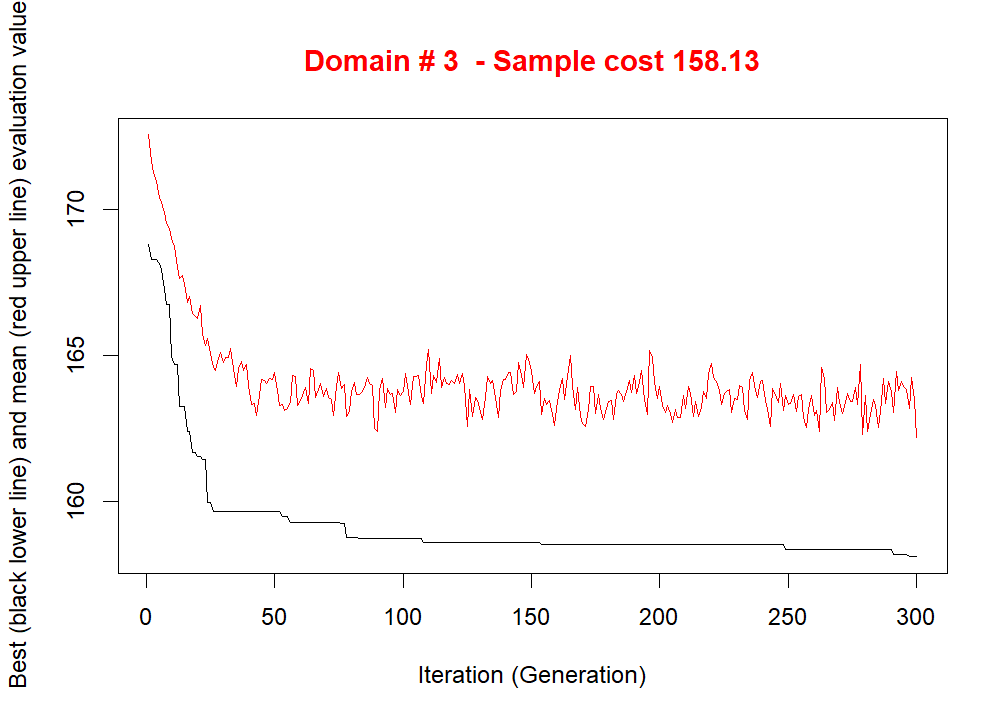 Domain # 3  - Sample cost 158.13
Best (black lower line) and mean (red upper line) evaluation value
170
165
160
0 50 100 150 200 250 300
Iteration (Generation)